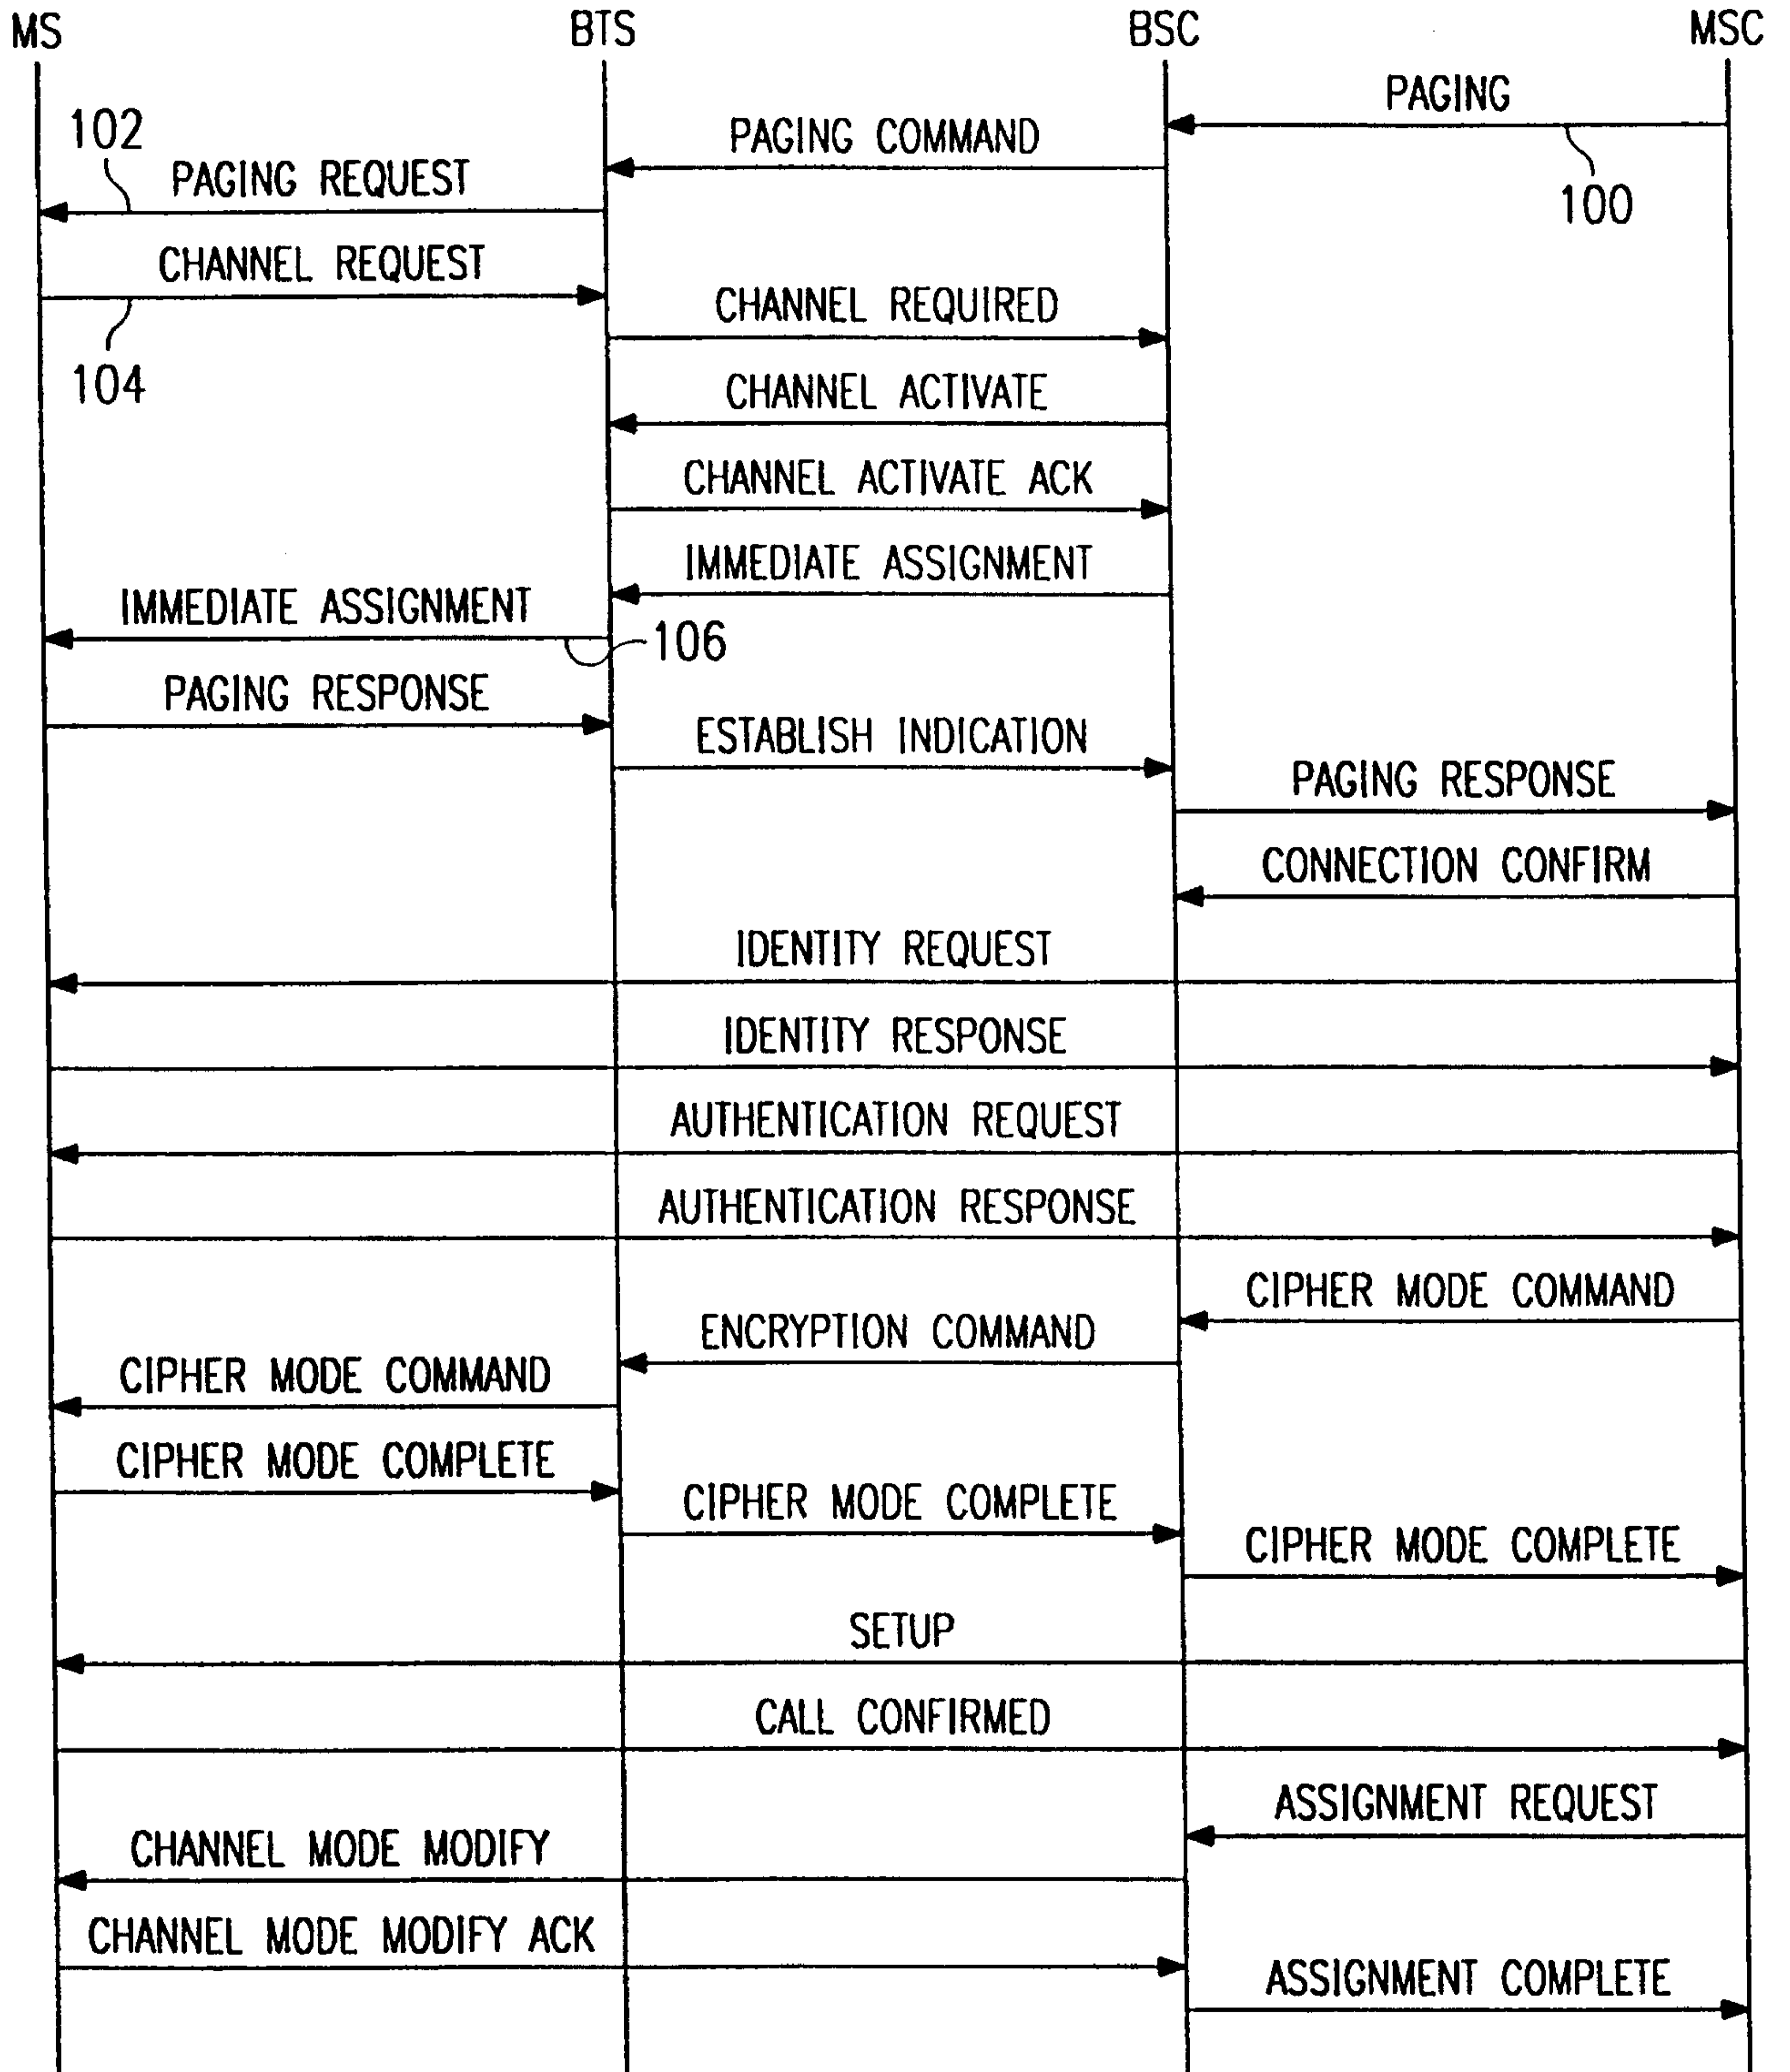 MS BTS BSC MSC
PAGING
100
PAGING COMMAND
102
PAGING REQUEST
CHANNEL REQUEST
104
CHANNEL REQUIRED
CHANNEL ACTIVATE
CHANNEL ACTIVATE ACK
IMMEDIATE ASSIGNMENT
IMMEDIATE ASSIGNMENT
106
PAGING RESPONSE
ESTABLISH INDICATION
PAGING RESPONSE
CONNECTION CONFIRM
IDENTITY REQUEST
IDENTITY RESPONSE
AUTHENTICATION REQUEST
AUTHENTICATION RESPONSE
CIPHER MODE COMMAND
ENCRYPTION COMMAND
CIPHER MODE COMMAND
CIPHER MODE COMPLETE
CIPHER MODE COMPLETE
CIPHER MODE COMPLETE
SETUP
CALL CONFIRMED
ASSIGNMENT REQUEST
CHANNEL MODE MODIFY
CHANNEL MODE MODIFY ACK
ASSIGNMENT COMPLETE